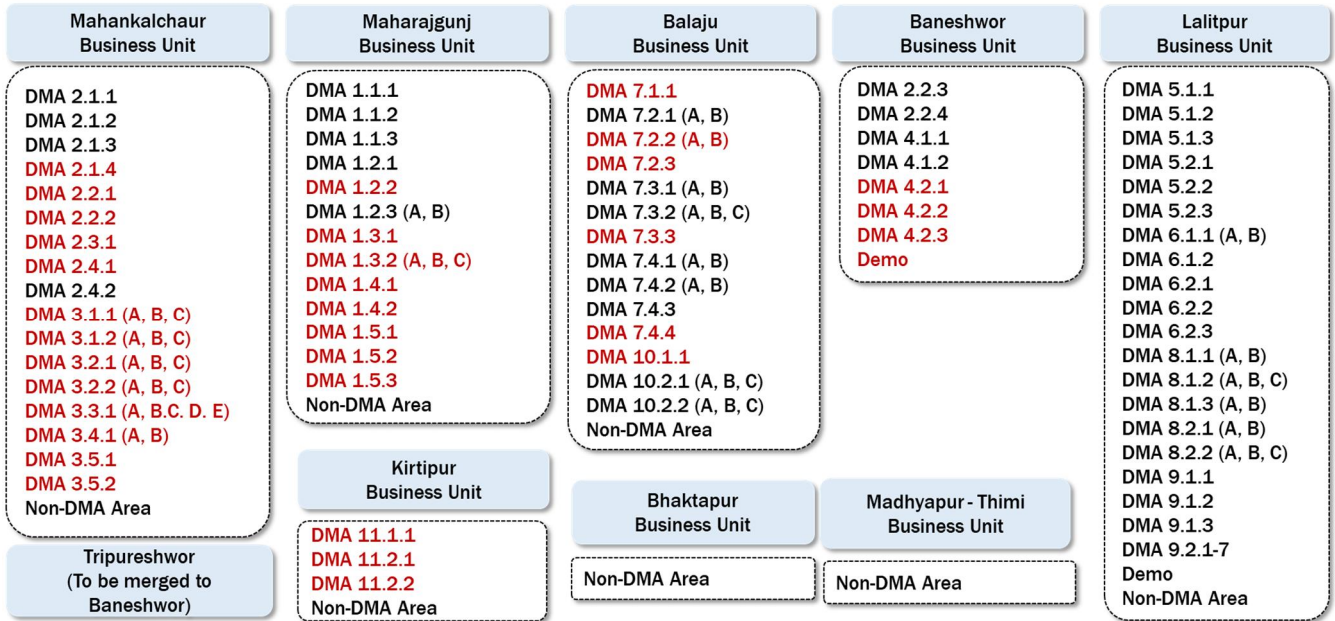 Mahankalchaur
Business Unit
DMA 2.1.1
DMA 2.1.2
DMA 2.1.3
DMA 2.1.4
DMA 2.2.1
DMA 2.2.2
DMA 2.3.1
DMA 2.4.1
DMA 2.4.2
DMA 3.1.1 (A, B, C)
DMA 3.1.2 (A, B, C)
DMA 3.2.1 (A, B, C)
DMA 3.2.2 (A, B, C)
DMA 3.3.1 (A, B.C. D. E)
DMA 3.4.1 (A, B)
DMA 3.5.1
DMA 3.5.2
Non-DMA Area
Tripureshwor
(To be merged to
Baneshwor)
Maharajgunj
Business Unit
DMA 1.1.1
DMA 1.1.2
DMA 1.1.3
DMA 1.2.1
DMA 1.2.2
DMA 1.2.3 (A, B)
DMA 1.3.1
DMA 1.3.2 (A, B, C)
DMA 1.4.1
DMA 1.4.2
DMA 1.5.1
DMA 1.5.2
DMA 1.5.3
Non-DMA Area
Kirtipur
Business Unit
DMA 11.1.1
DMA 11.2.1
DMA 11.2.2
Non-DMA Area
Balaju
Business Unit
DMA 7.1.1
DMA 7.2.1 (A, B)
DMA 7.2.2 (A, B)
DMA 7.2.3
DMA 7.3.1 (A, B)
DMA 7.3.2 (A, B, C)
DMA 7.3.3
DMA 7.4.1 (A, B)
DMA 7.4.2 (A, B)
DMA 7.4.3
DMA 7.4.4
DMA 10.1.1
DMA 10.2.1 (A, B, C)
DMA 10.2.2 (A, B, C)
Non-DMA Area
Bhaktapur
Business Unit
Non-DMA Area
Baneshwor
Business Unit
DMA 2.2.3
DMA 2.2.4
DMA 4.1.1
DMA 4.1.2
DMA 4.2.1
DMA 4.2.2
DMA 4.2.3
Demo
Madhyapur - Thimi
Business Unit
Non-DMA Area
Lalitpur
Business Unit
DMA 5.1.1
DMA 5.1.2
DMA 5.1.3
DMA 5.2.1
DMA 5.2.2
DMA 5.2.3
DMA 6.1.1 (A, B)
DMA 6.1.2
DMA 6.2.1
DMA 6.2.2
DMA 6.2.3
DMA 8.1.1 (A, B)
DMA 8.1.2 (A, B, C)
DMA 8.1.3 (A, B)
DMA 8.2.1 (A, B)
DMA 8.2.2 (A, B, C)
DMA 9.1.1
DMA 9.1.2
DMA 9.1.3
DMA 9.2.1-7
Demo
Non-DMA Area